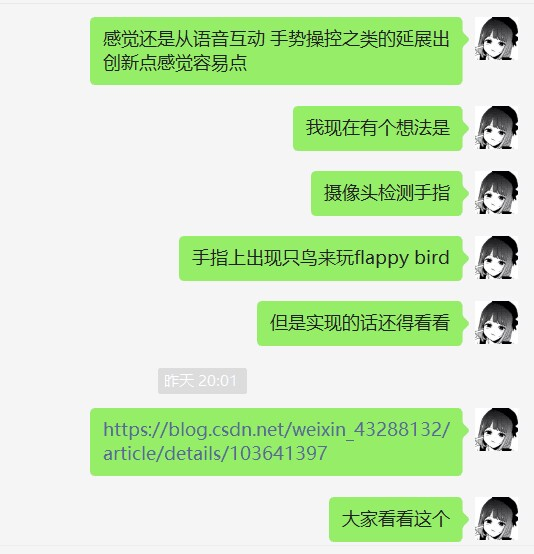 感觉还是从语音互动 手势操控之类的延展出
创新点感觉容易点
我现在有个想法是
摄像头检测手指
手指上出现只鸟来玩flappy bird
但是实现的话还得看看
昨天 20:01
https://blog.csdn.net/weixin_43288132/
article/details/103641397
大家看看这个